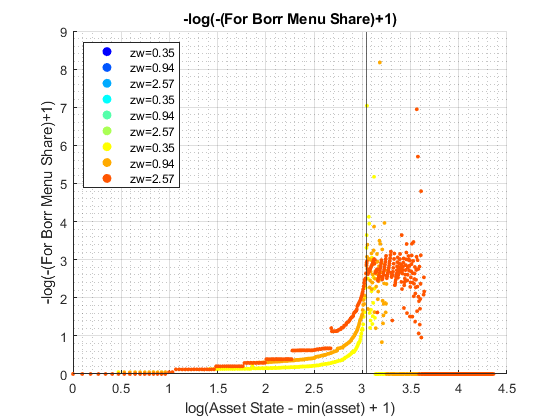 -log(-(For Borr Menu Share)+1)
9
8
7
6
5
4
3
2
1
0
-log(-(For Borr Menu Share)+1)
zw=0.35
zw=0.94
zw=2.57
zw=0.35
zw=0.94
zw=2.57
zw=0.35
zw=0.94
zw=2.57
0 0.5 1 1.5 2 2.5 3 3.5 4 4.5
log(Asset State - min(asset) + 1)